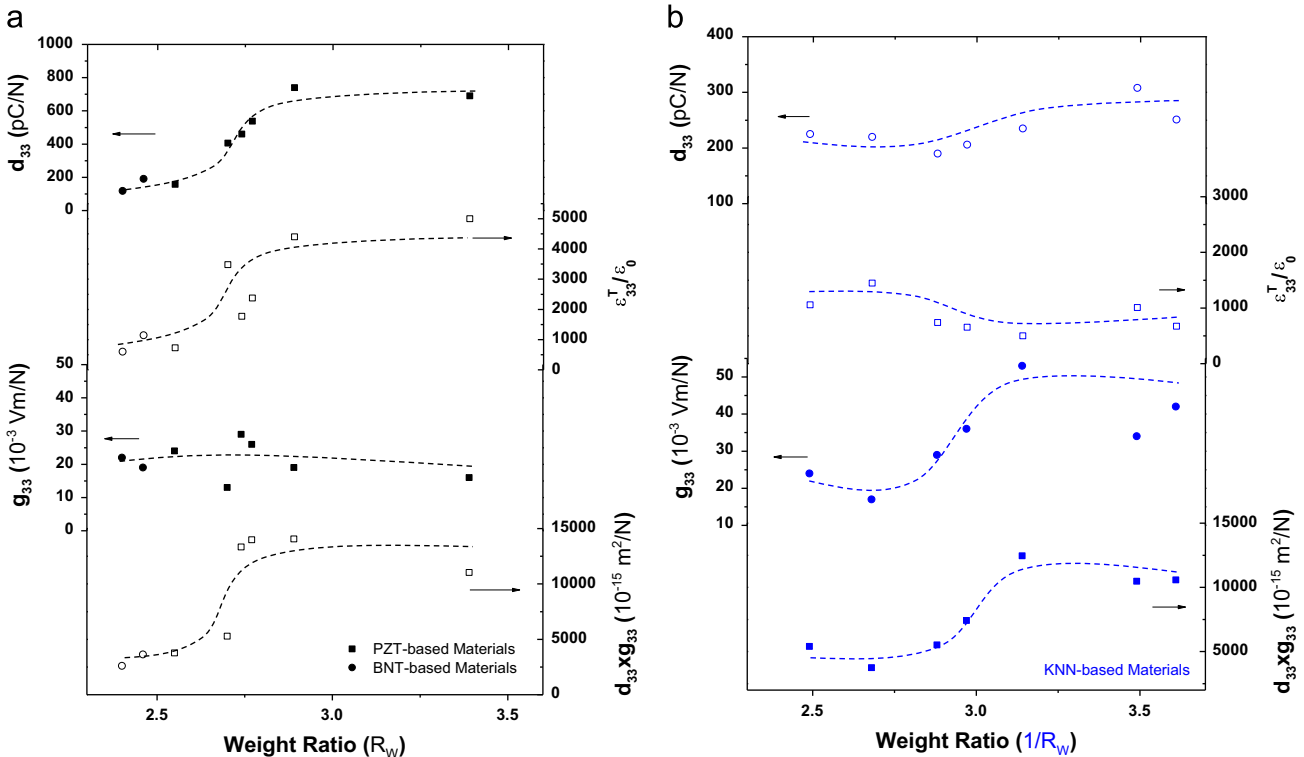 a
1000
800
600
400
200
0
d33 (pC/N)
5000
4000
3000
2000
1000
0
ε33^T/ε0
50
40
30
20
10
0
g33 (10^-3 Vm/N)
15000
10000
5000
0
d33xg33 (10^-15 m^2/N)
PZT-based Materials
BNT-based Materials
2.5 3.0 3.5
Weight Ratio (RW)
b
400
300
200
100
d33 (pC/N)
3000
2000
1000
0
ε33^T/ε0
50
40
30
20
10
g33 (10^-3 Vm/N)
15000
10000
5000
d33xg33 (10^-15 m^2/N)
KNN-based Materials
2.5 3.0 3.5
Weight Ratio (1/RW)